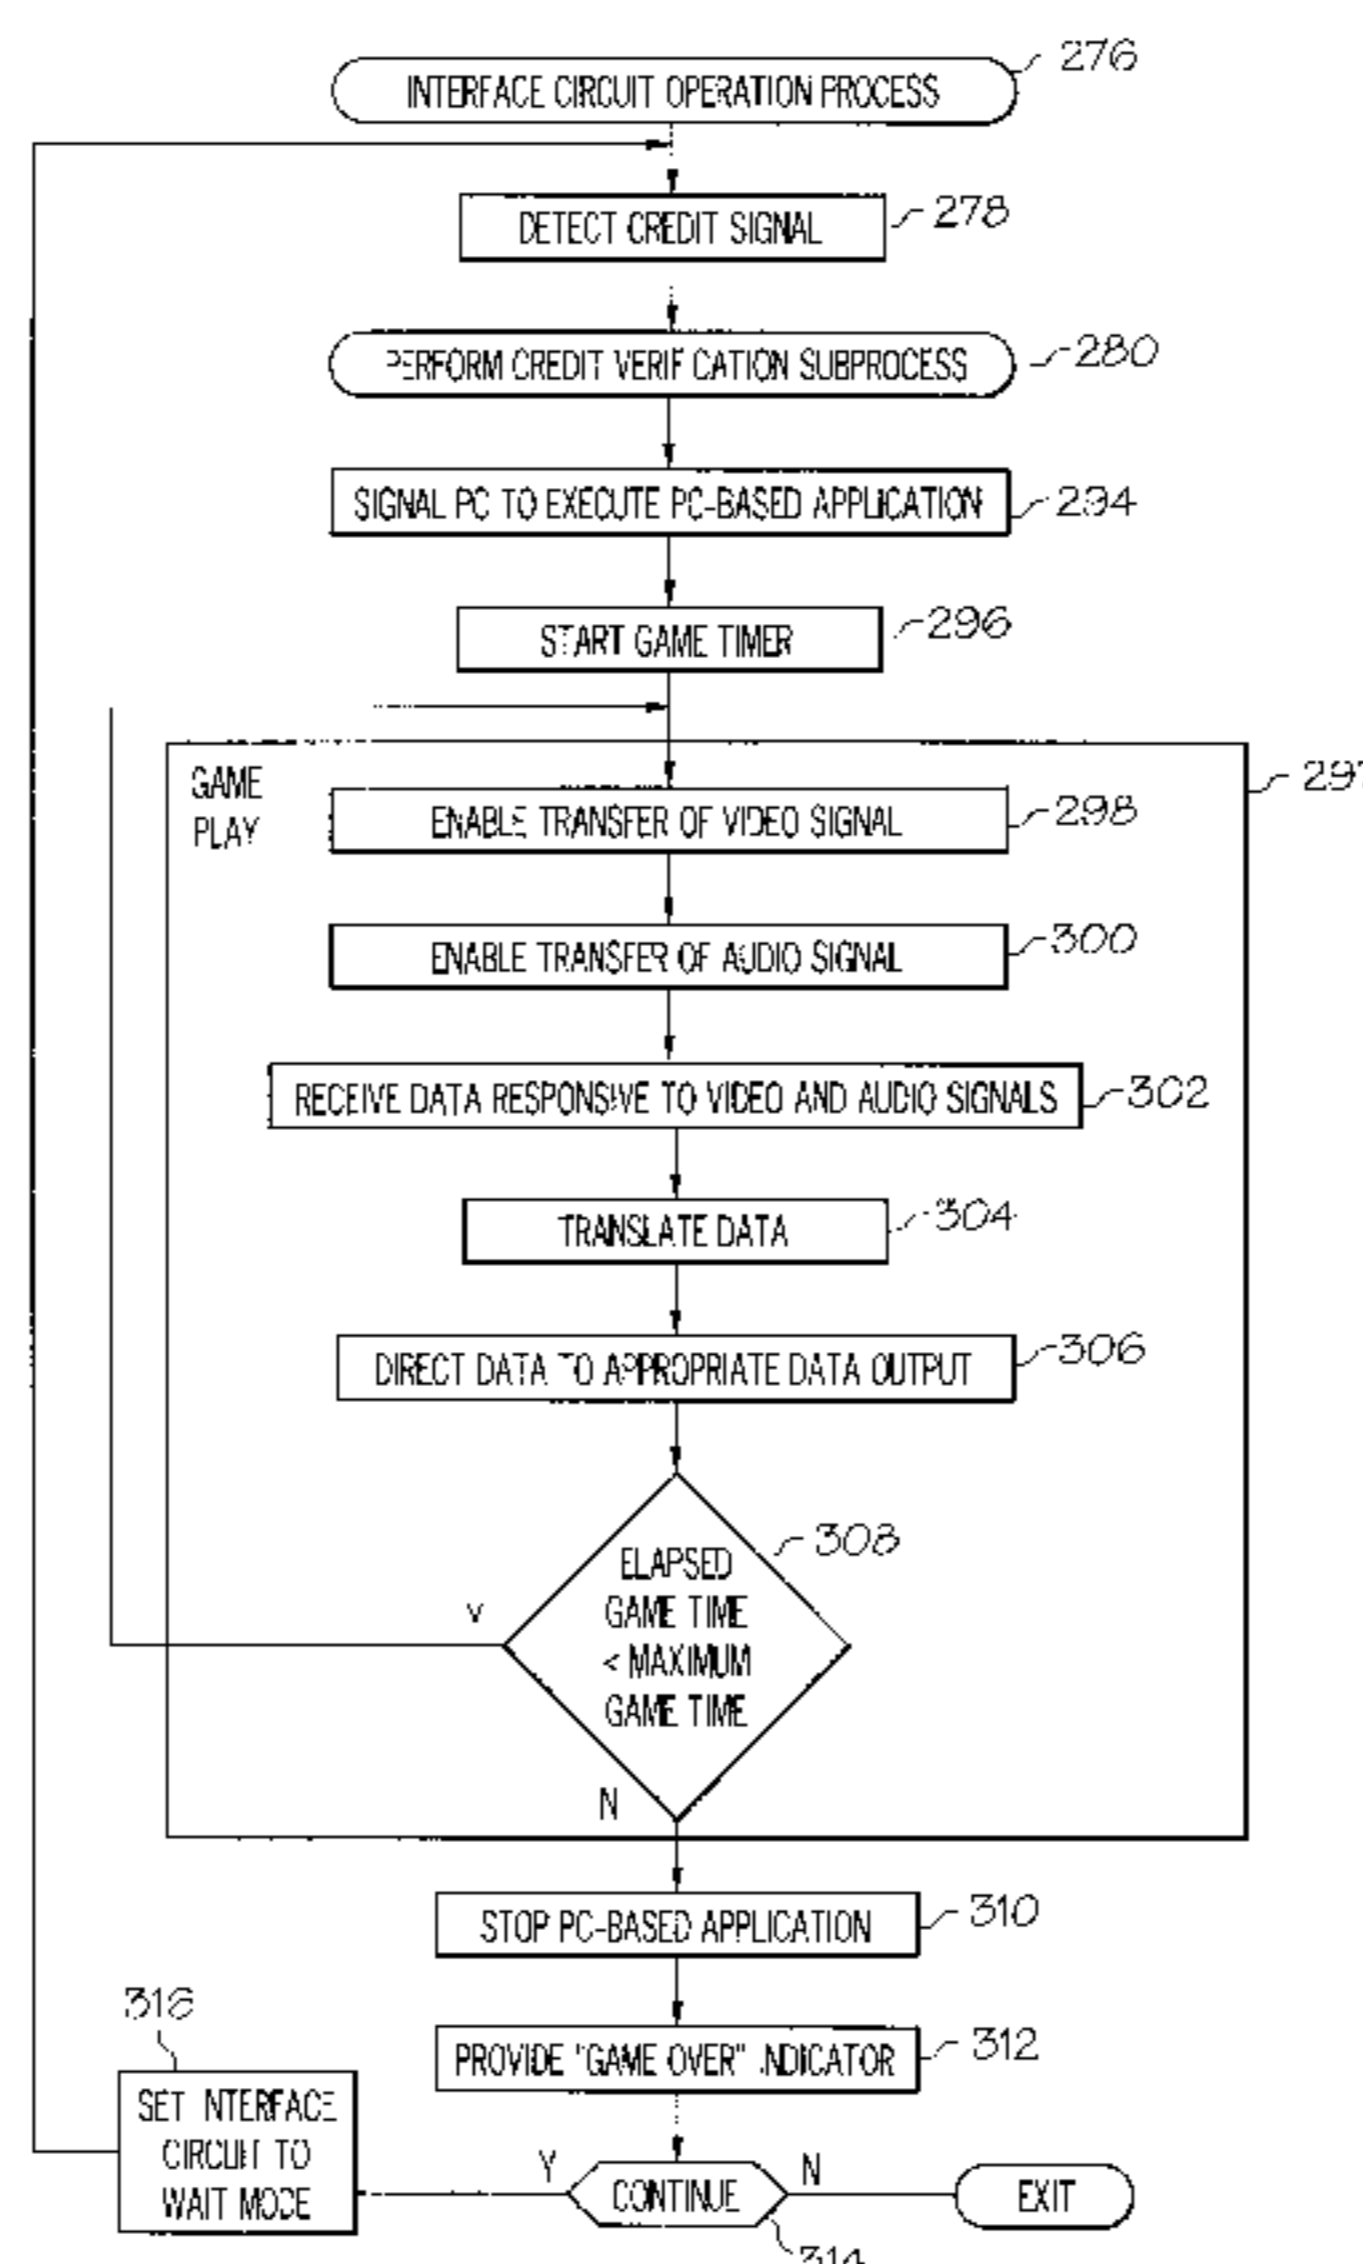 INTERFACE CIRCUIT OPERATION PROCESS
276
DETECT CREDIT SIGNAL
278
PERFORM CREDIT VERIFICATION SUBPROCESS
280
SIGNAL PC TO EXECUTE PC-BASED APPLICATION
294
START GAME TIMER
296
GAME
PLAY
297
ENABLE TRANSFER OF VIDEO SIGNAL
298
ENABLE TRANSFER OF AUDIO SIGNAL
300
RECEIVE DATA RESPONSIVE TO VIDEO AND AUDIO SIGNALS
302
TRANSLATE DATA
304
DIRECT DATA TO APPROPRIATE DATA OUTPUT
306
ELAPSED
GAME TIME
< MAXIMUM
GAME TIME
308
Y
N
STOP PC-BASED APPLICATION
310
PROVIDE "GAME OVER" INDICATOR
312
316
SET INTERFACE
CIRCUIT TO
WAIT MODE
Y
CONTINUE
N
EXIT
314